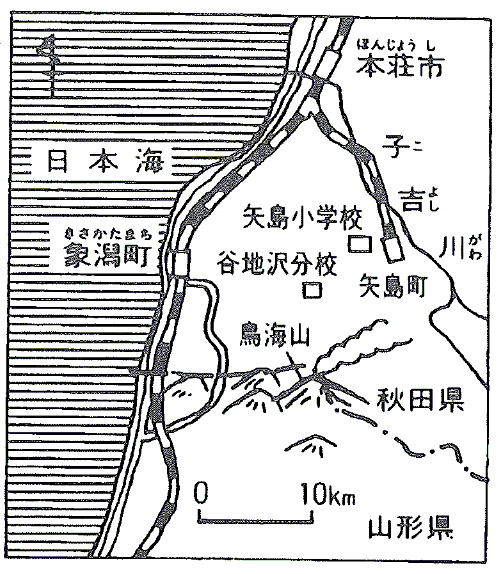 ほんじょうし
本荘市
日本海
子こ
吉よし
川がわ
きさかたまち
象潟町
矢島小学校
谷地沢分校
矢島町
鳥海山
秋田県
0 10km
山形県